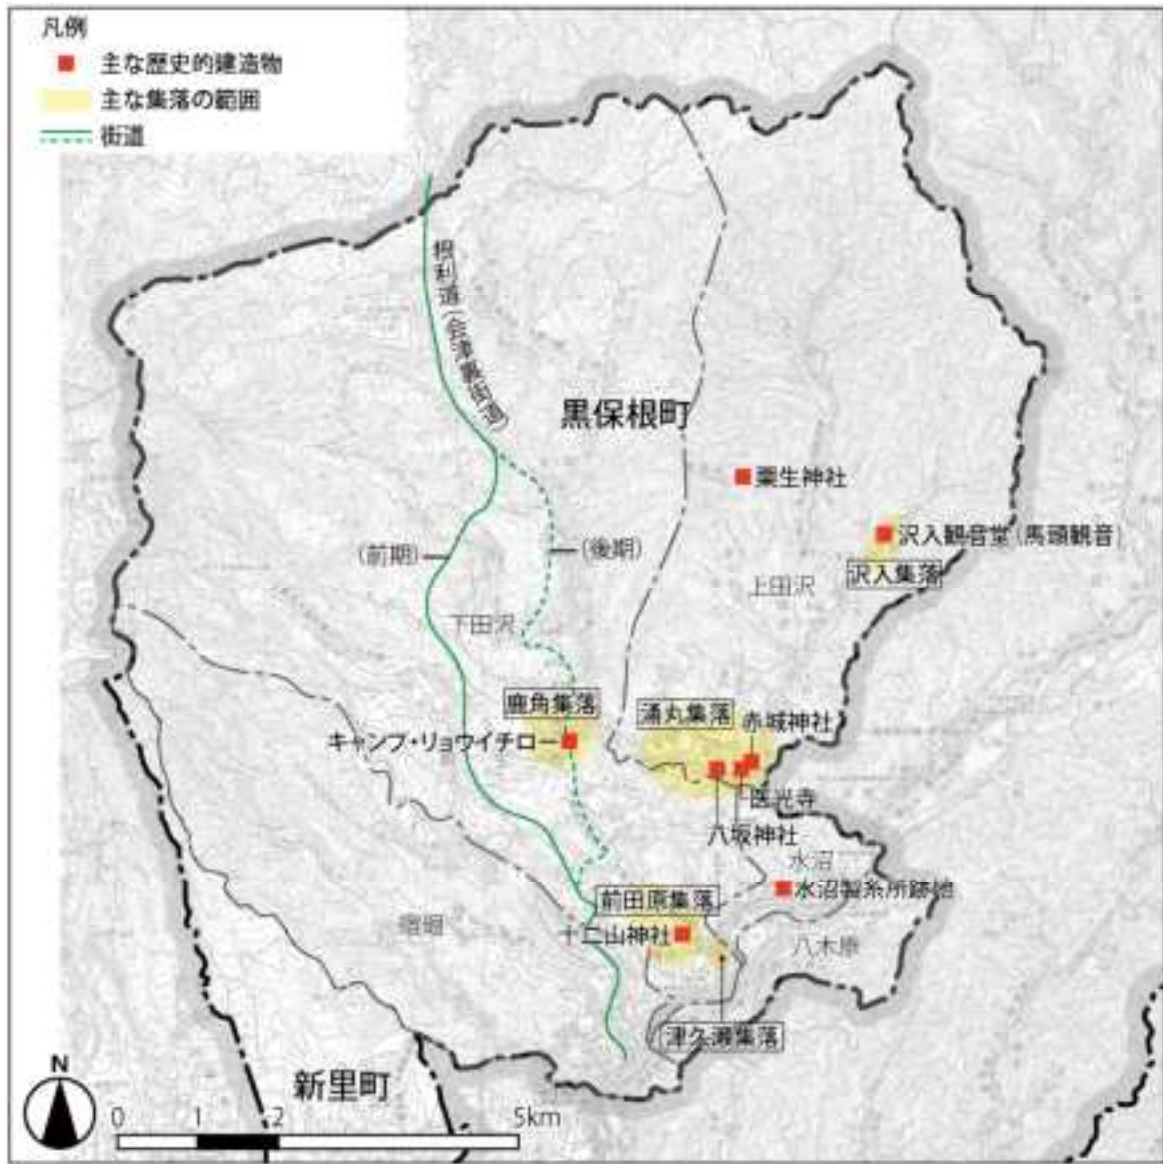 凡例
主な歴史的建造物
主な集落の範囲
街道
根利道(会津裏街道)
黒保根町
粟生神社
沢入観音堂(馬頭観音)
沢入集落
(前期)
(後期)
上田沢
下田沢
鹿角集落
涌丸集落
赤城神社
キャンプ・リョウイチロー
医光寺
八坂神社
水沼
水沼製糸所跡地
前田原集落
十二山神社
宿廻
八木原
津久瀬集落
新里町
N
0 1 2 5km